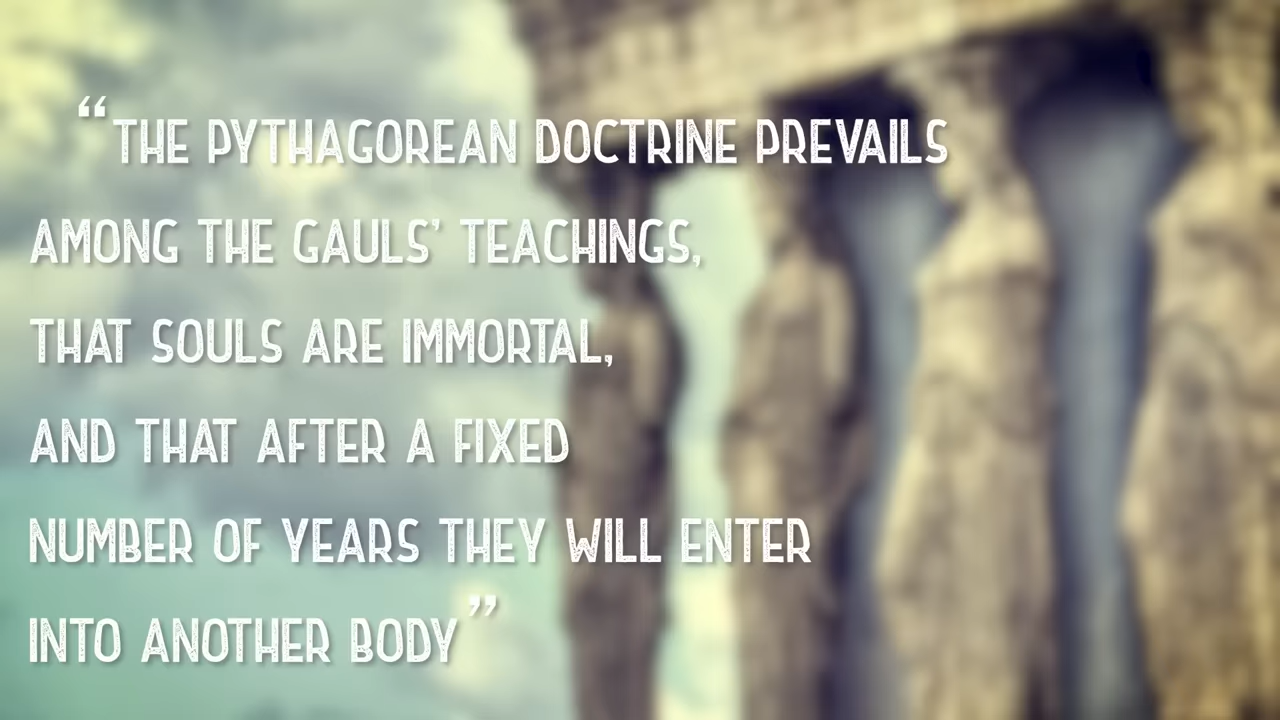 “THE PYTHAGOREAN DOCTRINE PREVAILS
AMONG THE GAULS’ TEACHINGS,
THAT SOULS ARE IMMORTAL,
AND THAT AFTER A FIXED
NUMBER OF YEARS THEY WILL ENTER
INTO ANOTHER BODY”